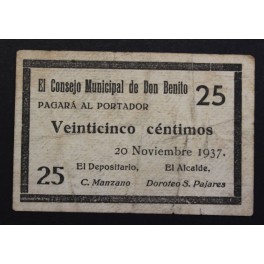 El Consejo Municipal de Don Benito
25
PAGARÁ AL PORTADOR
Veinticinco céntimos
20 Noviembre 1937.
25
El Depositario, El Alcalde,
C. Manzano Doroteo S. Pajares